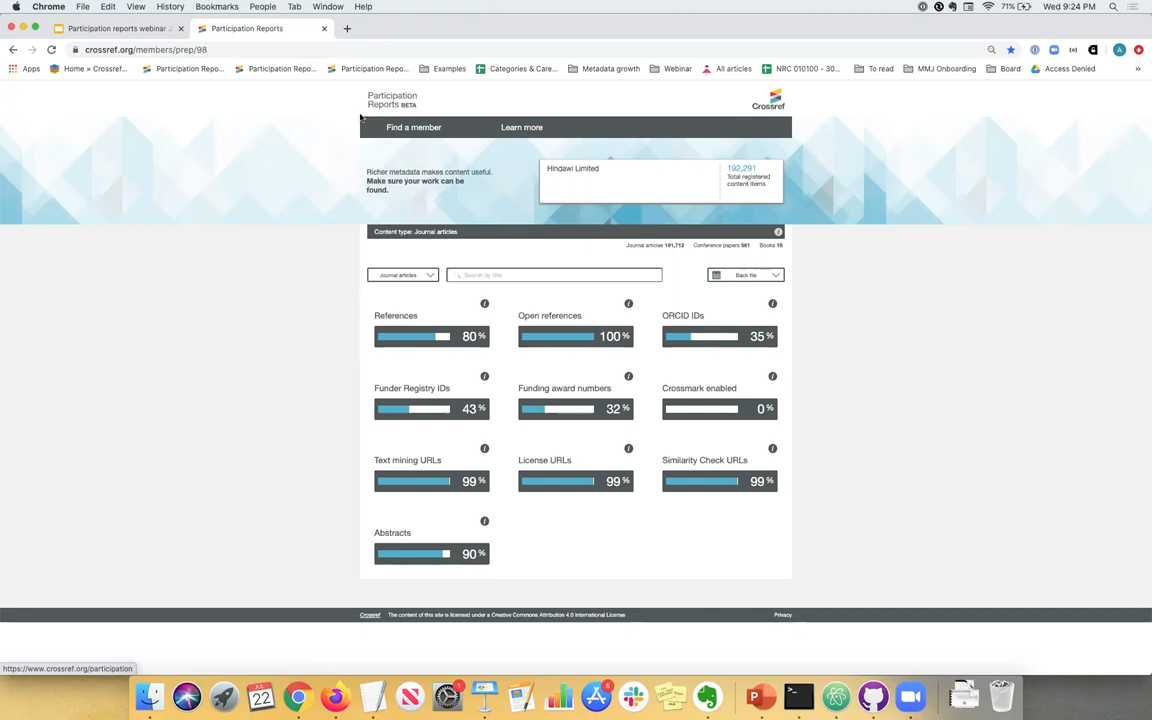 Chrome File Edit View History Bookmarks People Tab Window Help 71% Wed 9:24 PM
Participation reports webinar Participation Reports
crossref.org/members/prep/98
Apps Home » Crossref... Participation Repo... Participation Repo... Participation Repo... Examples Categories & Care... Metadata growth Webinar All articles NRC 010100 - 30... To read MMJ Onboarding Board Access Denied
Participation
Reports BETA
Crossref
Find a member Learn more
Richer metadata makes content useful.
Make sure your work can be
found.
Hindawi Limited
192,291
Total registered
content items
Content type: Journal articles
Journal articles 191,712 Conference papers 561 Books 18
Journal articles Search by title Back file
References
80%
Open references
100%
ORCID IDs
35%
Funder Registry IDs
43%
Funding award numbers
32%
Crossmark enabled
0%
Text mining URLs
99%
License URLs
99%
Similarity Check URLs
99%
Abstracts
90%
Crossref The content of this site is licensed under a Creative Commons Attribution 4.0 International License Privacy
https://www.crossref.org/participation